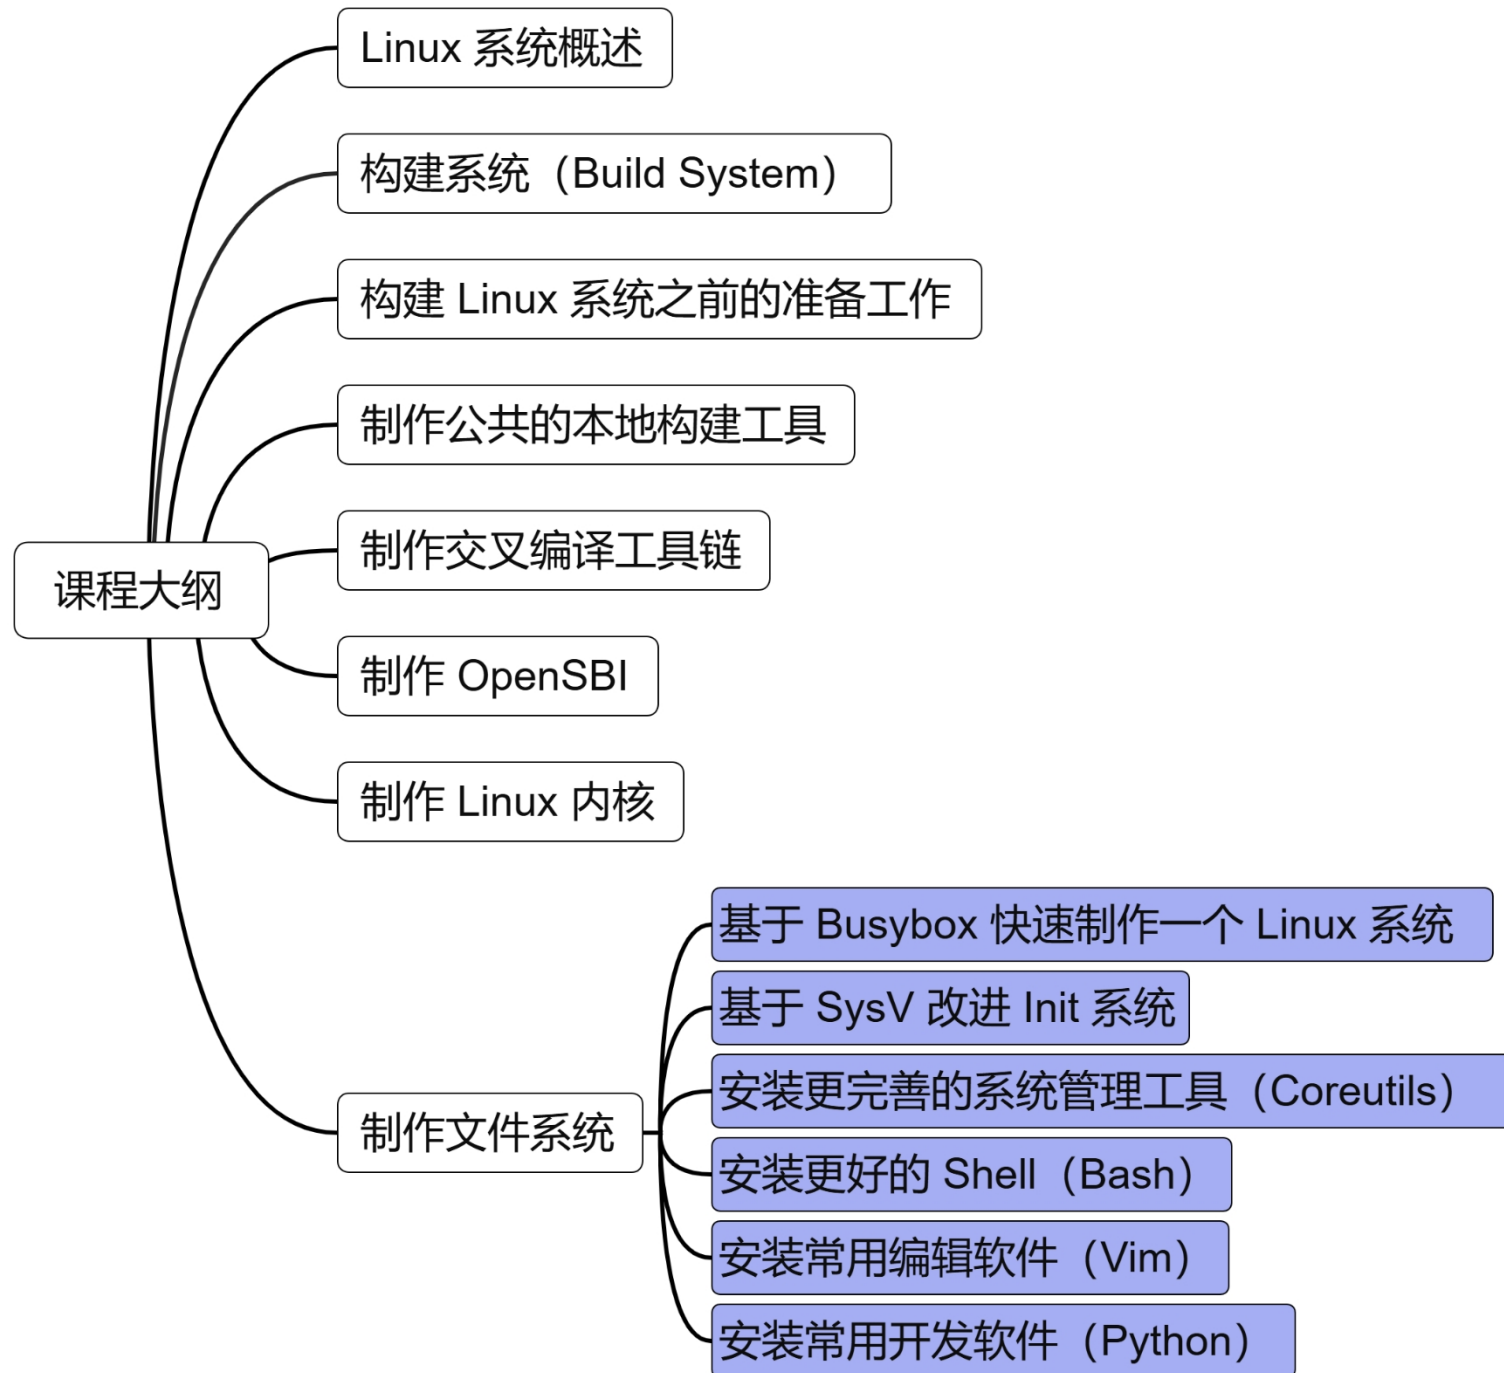 Linux 系统概述
构建系统（Build System）
构建 Linux 系统之前的准备工作
制作公共的本地构建工具
制作交叉编译工具链
课程大纲
制作 OpenSBI
制作 Linux 内核
制作文件系统
基于 Busybox 快速制作一个 Linux 系统
基于 SysV 改进 Init 系统
安装更完善的系统管理工具（Coreutils）
安装更好的 Shell（Bash）
安装常用编辑软件（Vim）
安装常用开发软件（Python）